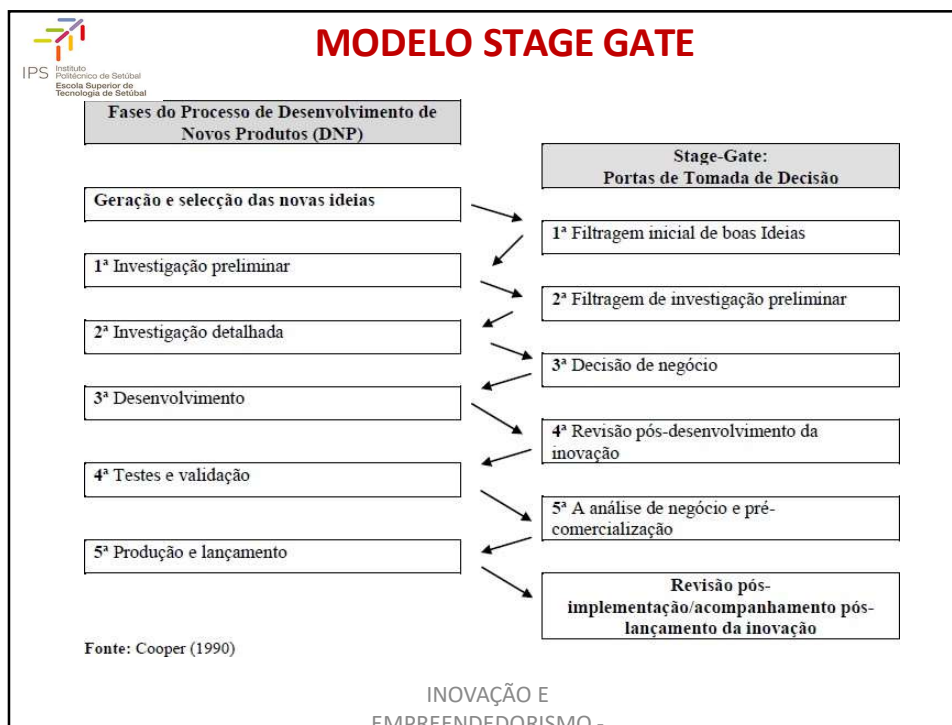 MODELO STAGE GATE
IPS
Instituto
Politécnico de Setúbal
Escola Superior de
Tecnologia de Setúbal
Fases do Processo de Desenvolvimento de
Novos Produtos (DNP)
Stage-Gate:
Portas de Tomada de Decisão
Geração e selecção das novas ideias
1ª Filtragem inicial de boas Ideias
1ª Investigação preliminar
2ª Filtragem de investigação preliminar
2ª Investigação detalhada
3ª Decisão de negócio
3ª Desenvolvimento
4ª Revisão pós-desenvolvimento da
inovação
4ª Testes e validação
5ª A análise de negócio e pré-
comercialização
5ª Produção e lançamento
Revisão pós-
implementação/acompanhamento pós-
lançamento da inovação
Fonte: Cooper (1990)
INOVAÇÃO E
EMPREENDEDORISMO -